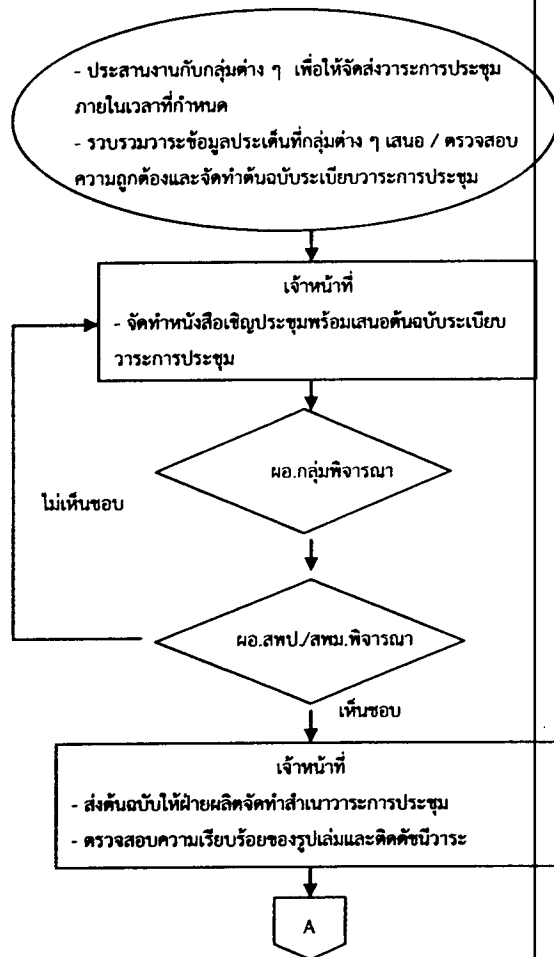 - ประสานงานกับกลุ่มต่าง ๆ เพื่อให้จัดส่งวาระการประชุม
ภายในเวลาที่กำหนด
- รวบรวมวาระข้อมูลประเด็นที่กลุ่มต่าง ๆ เสนอ / ตรวจสอบ
ความถูกต้องและจัดทำต้นฉบับระเบียบวาระการประชุม
เจ้าหน้าที่
- จัดทำหนังสือเชิญประชุมพร้อมเสนอต้นฉบับระเบียบ
วาระการประชุม
ผอ.กลุ่มพิจารณา
ไม่เห็นชอบ
ผอ.สพป./สพม.พิจารณา
เห็นชอบ
เจ้าหน้าที่
- ส่งต้นฉบับให้ฝ่ายผลิตจัดทำสำเนาวาระการประชุม
- ตรวจสอบความเรียบร้อยของรูปเล่มและติดดัชนีวาระ
A